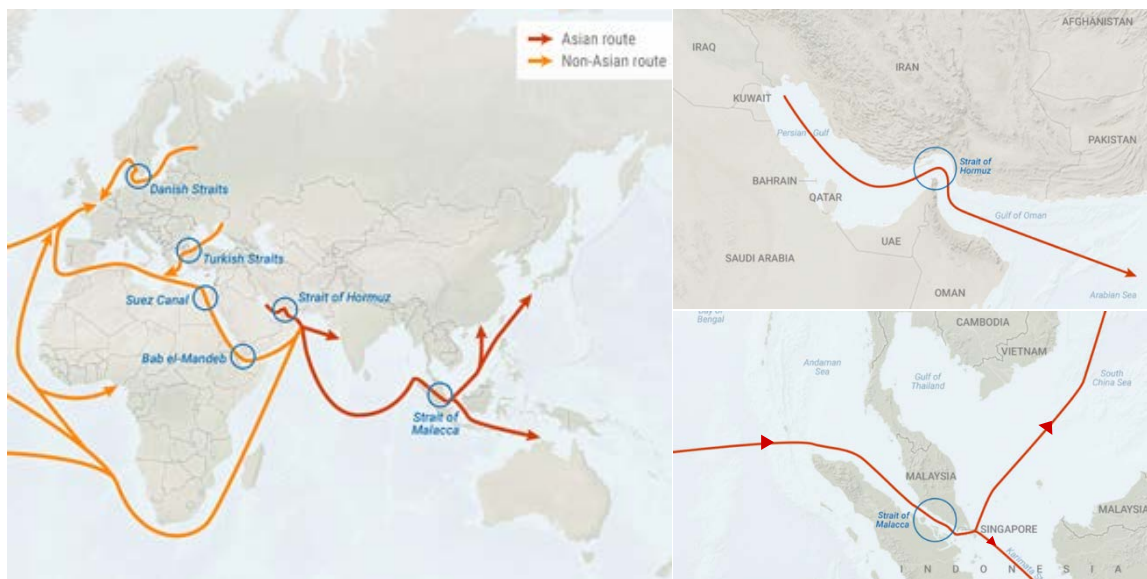 Asian route
Non-Asian route
Danish Straits
Turkish Straits
Suez Canal
Strait of Hormuz
Bab el-Mandeb
Strait of
Malacca
AFGHANISTAN
IRAQ
IRAN
KUWAIT
Persian Gulf
PAKISTAN
Strait of
Hormuz
BAHRAIN
QATAR
Gulf of Oman
UAE
SAUDI ARABIA
OMAN
Arabian Sea
Bay of
Bengal
CAMBODIA
VIETNAM
Andaman
Sea
Gulf of
Thailand
South
China Sea
MALAYSIA
MALAYSIA
Strait of
Malacca
SINGAPORE
Karimata
INDONESIA